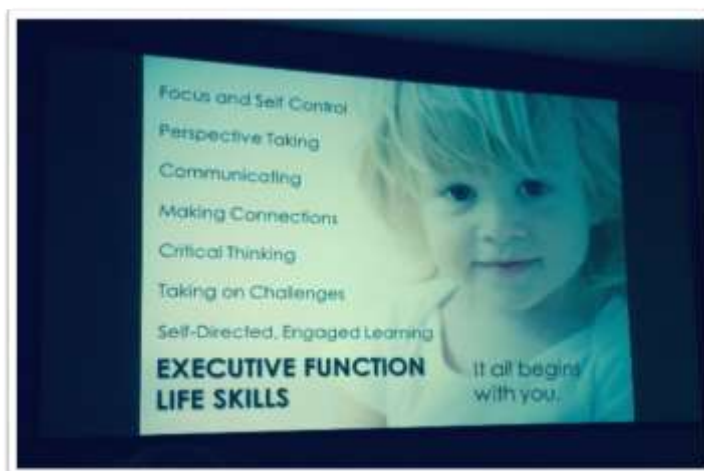 Focus and Self Control
Perspective Taking
Communicating
Making Connections
Critical Thinking
Taking on Challenges
Self-Directed, Engaged Learning
EXECUTIVE FUNCTION
LIFE SKILLS
It all begins
with you.